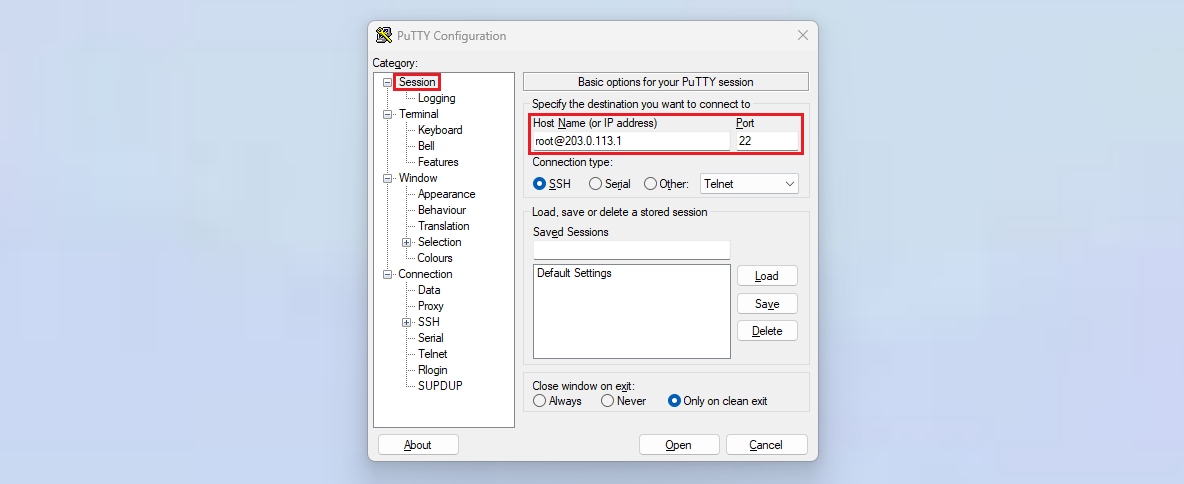 PuTTY Configuration
Category:
Session
Logging
Terminal
Keyboard
Bell
Features
Window
Appearance
Behaviour
Translation
Selection
Colours
Connection
Data
Proxy
SSH
Serial
Telnet
Rlogin
SUPDUP
Basic options for your PuTTY session
Specify the destination you want to connect to
Host Name (or IP address) Port
root@203.0.113.1 22
Connection type:
SSH Serial Other: Telnet
Load, save or delete a stored session
Saved Sessions
Default Settings
Load
Save
Delete
Close window on exit:
Always Never Only on clean exit
About Open Cancel